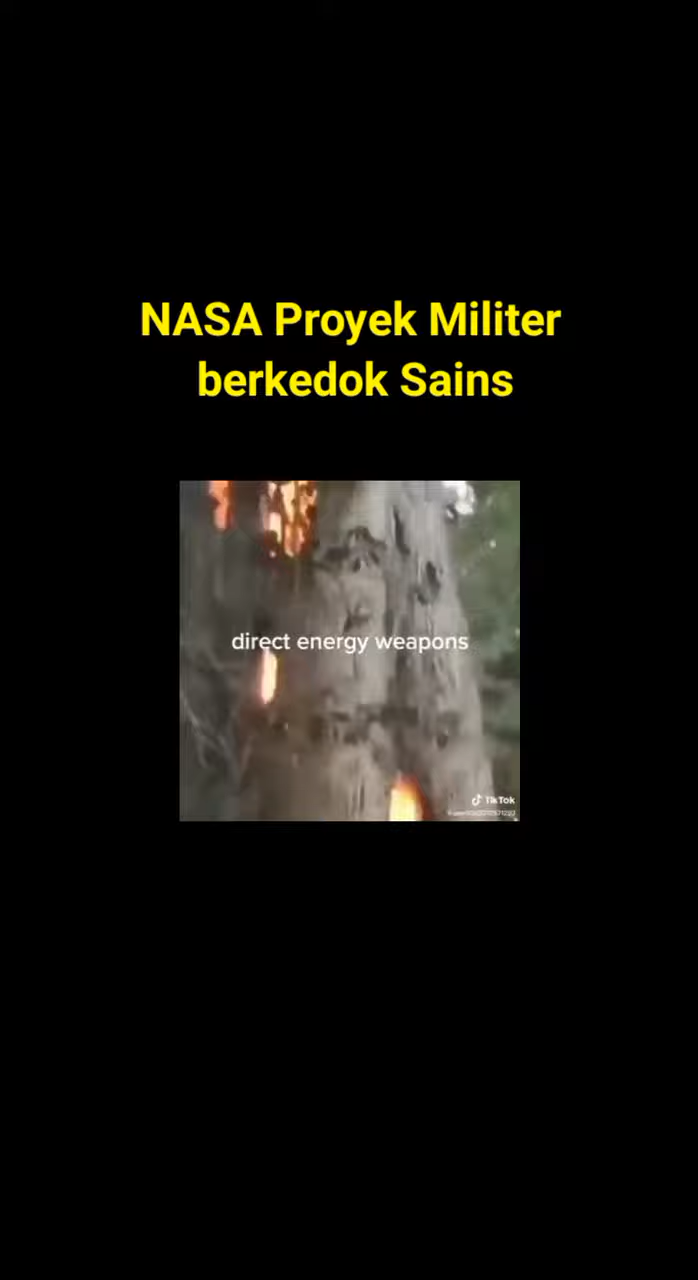 NASA Proyek Militer
berkedok Sains
direct energy weapons
TikTok